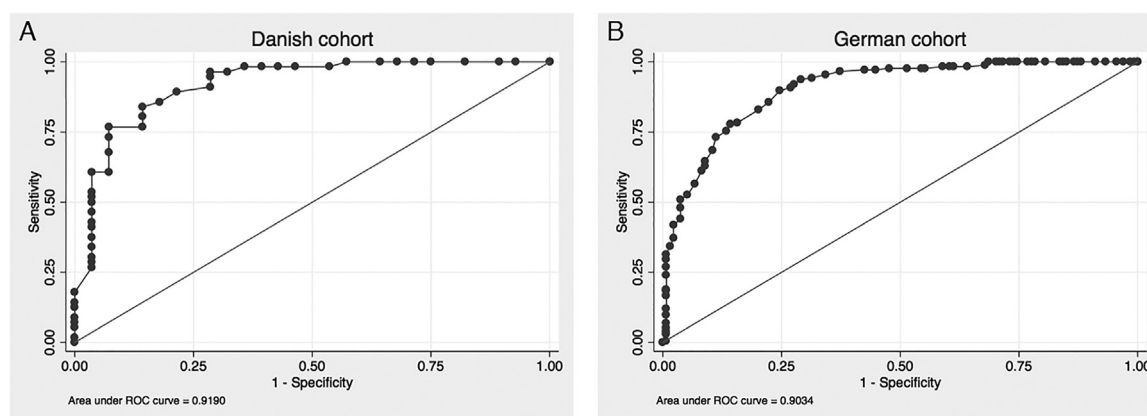 A
Danish cohort
Sensitivity
1.00
0.75
0.50
0.25
0.00
0.00 0.25 0.50 0.75 1.00
1 - Specificity
Area under ROC curve = 0.9190
B
German cohort
Sensitivity
1.00
0.75
0.50
0.25
0.00
0.00 0.25 0.50 0.75 1.00
1 - Specificity
Area under ROC curve = 0.9034